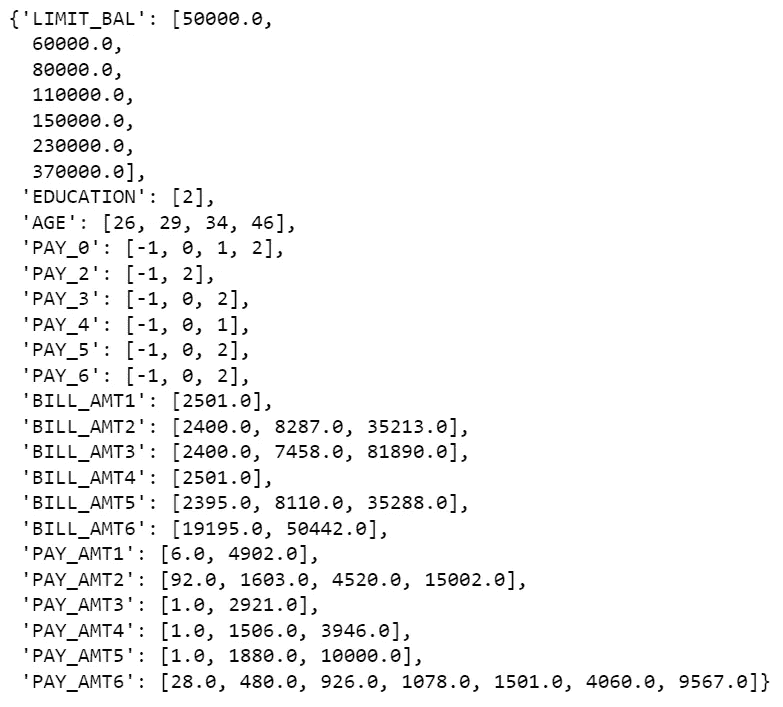 {'LIMIT_BAL': [50000.0,
60000.0,
80000.0,
110000.0,
150000.0,
230000.0,
370000.0],
'EDUCATION': [2],
'AGE': [26, 29, 34, 46],
'PAY_0': [-1, 0, 1, 2],
'PAY_2': [-1, 2],
'PAY_3': [-1, 0, 2],
'PAY_4': [-1, 0, 1],
'PAY_5': [-1, 0, 2],
'PAY_6': [-1, 0, 2],
'BILL_AMT1': [2501.0],
'BILL_AMT2': [2400.0, 8287.0, 35213.0],
'BILL_AMT3': [2400.0, 7458.0, 81890.0],
'BILL_AMT4': [2501.0],
'BILL_AMT5': [2395.0, 8110.0, 35288.0],
'BILL_AMT6': [19195.0, 50442.0],
'PAY_AMT1': [6.0, 4902.0],
'PAY_AMT2': [92.0, 1603.0, 4520.0, 15002.0],
'PAY_AMT3': [1.0, 2921.0],
'PAY_AMT4': [1.0, 1506.0, 3946.0],
'PAY_AMT5': [1.0, 1880.0, 10000.0],
'PAY_AMT6': [28.0, 480.0, 926.0, 1078.0, 1501.0, 4060.0, 9567.0]}